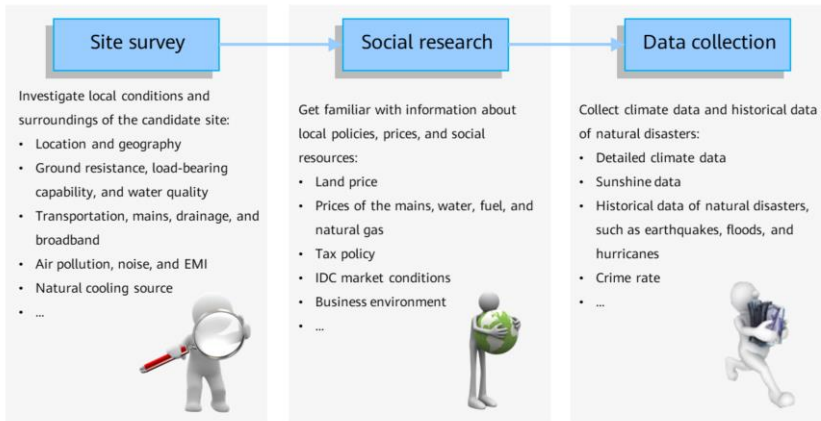 Site survey
Investigate local conditions and
surroundings of the candidate site:
• Location and geography
• Ground resistance, load-bearing
capability, and water quality
• Transportation, mains, drainage, and
broadband
• Air pollution, noise, and EMI
• Natural cooling source
• ...
Social research
Get familiar with information about
local policies, prices, and social
resources:
• Land price
• Prices of the mains, water, fuel, and
natural gas
• Tax policy
• IDC market conditions
• Business environment
• ...
Data collection
Collect climate data and historical data
of natural disasters:
• Detailed climate data
• Sunshine data
• Historical data of natural disasters,
such as earthquakes, floods, and
hurricanes
• Crime rate
• ...